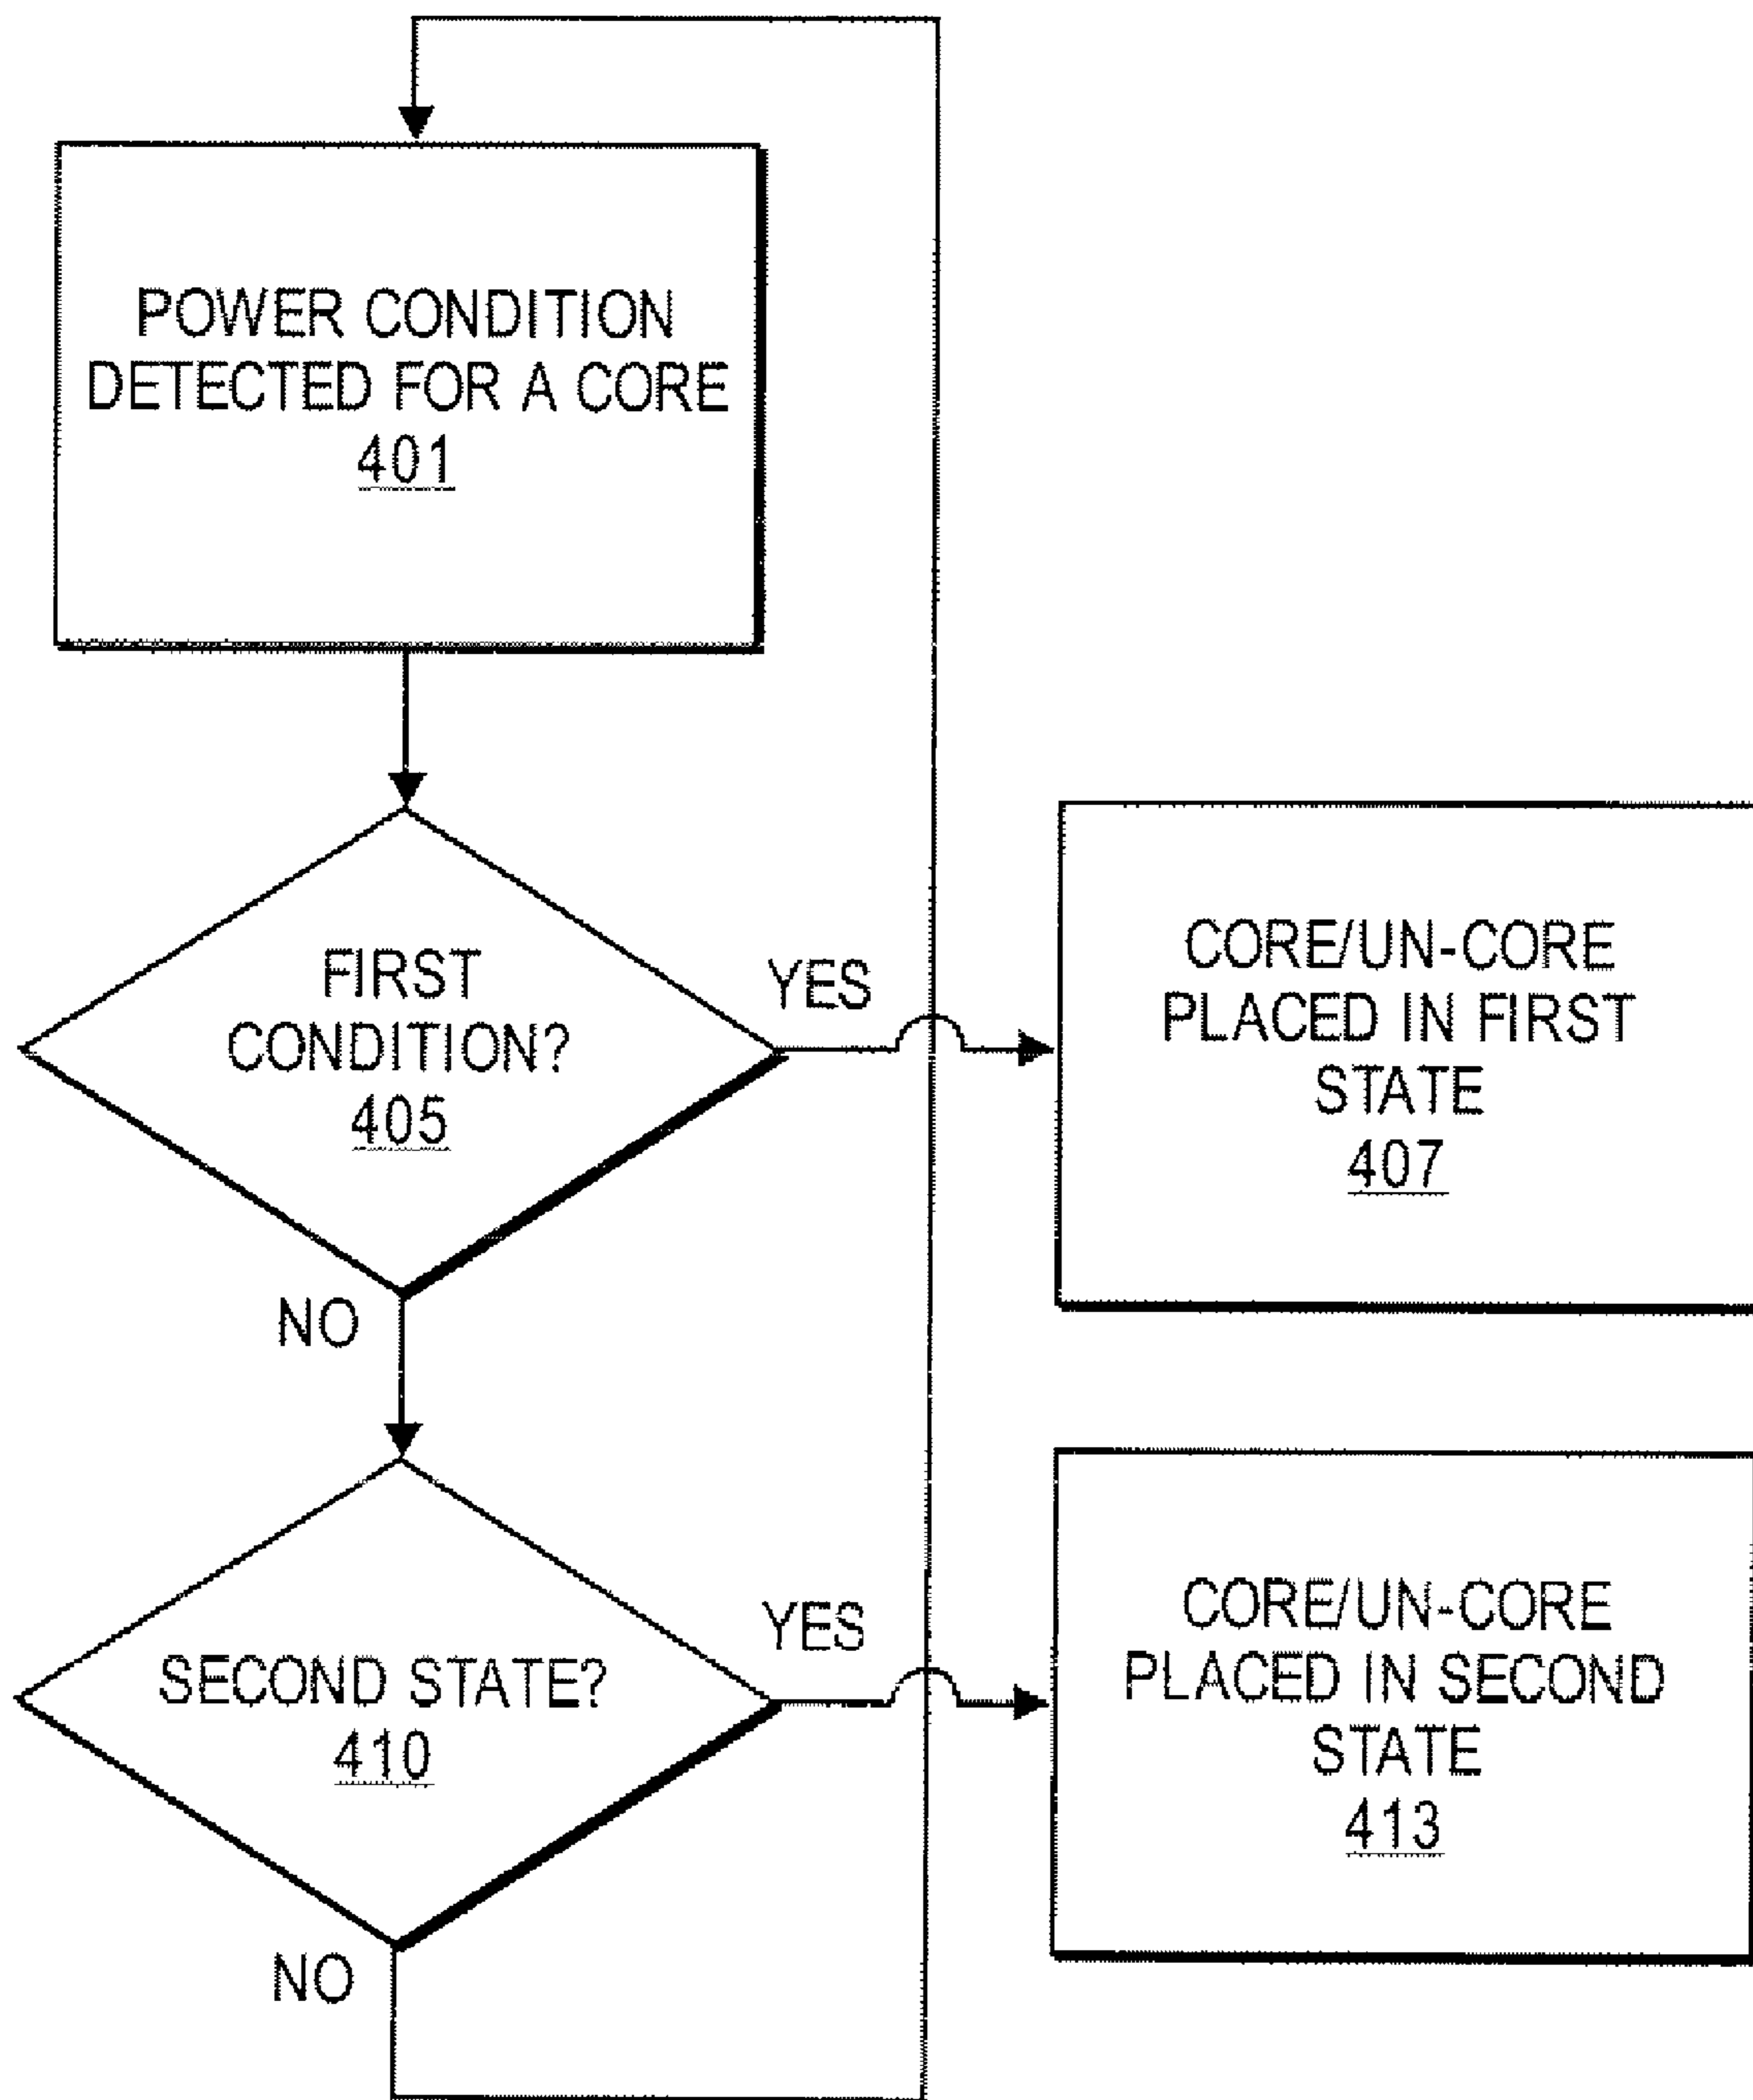 POWER CONDITION
DETECTED FOR A CORE
401
FIRST
CONDITION?
405
YES
NO
CORE/UN-CORE
PLACED IN FIRST
STATE
407
SECOND STATE?
410
YES
NO
CORE/UN-CORE
PLACED IN SECOND
STATE
413